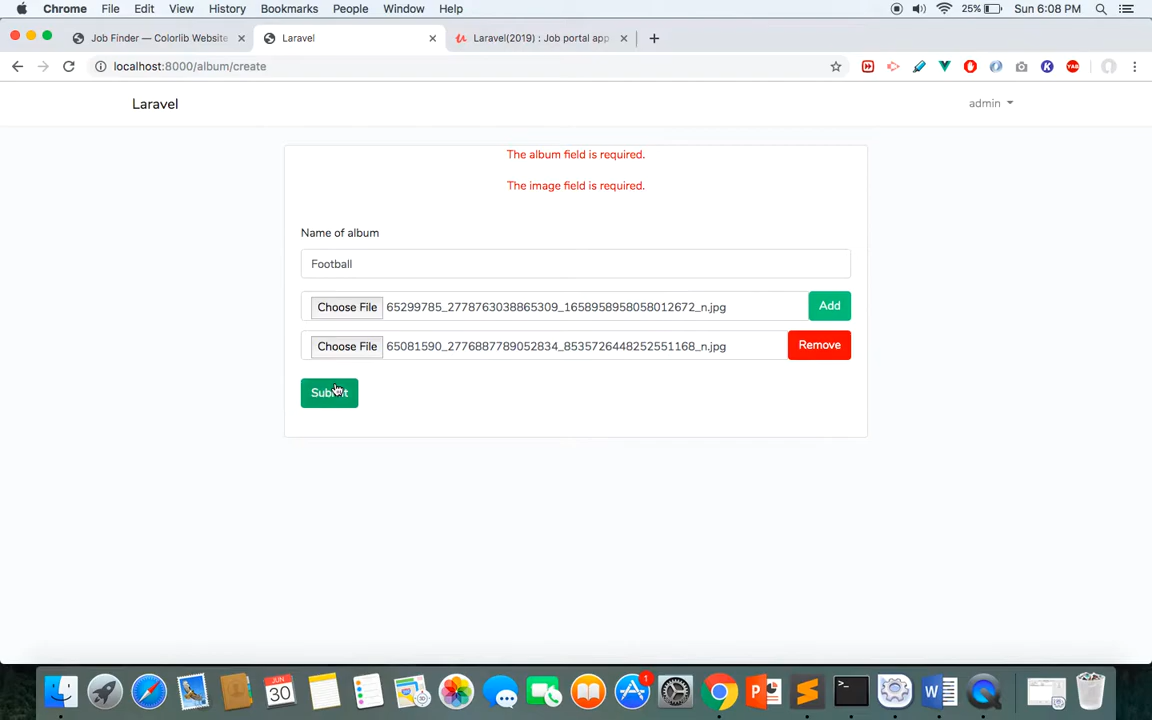 Chrome File Edit View History Bookmarks People Window Help 25% Sun 6:08 PM
Job Finder — Colorlib Website Laravel Laravel(2019) : Job portal app
localhost:8000/album/create
Laravel admin
The album field is required.
The image field is required.
Name of album
Football
Choose File 65299785_2778763038865309_1658958958058012672_n.jpg Add
Choose File 65081590_2776887789052834_8535726448252551168_n.jpg Remove
Submit
JUN
30
1